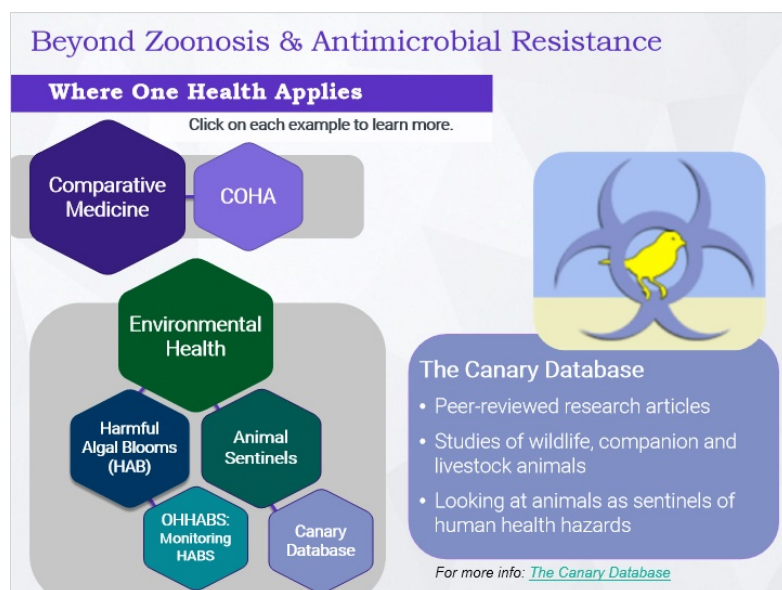 Beyond Zoonosis & Antimicrobial Resistance
Where One Health Applies
Click on each example to learn more.
Comparative
Medicine
COHA
Environmental
Health
Harmful
Algal Blooms
(HAB)
Animal
Sentinels
OHHABS:
Monitoring
HABS
Canary
Database
The Canary Database
• Peer-reviewed research articles
• Studies of wildlife, companion and
livestock animals
• Looking at animals as sentinels of
human health hazards
For more info: The Canary Database